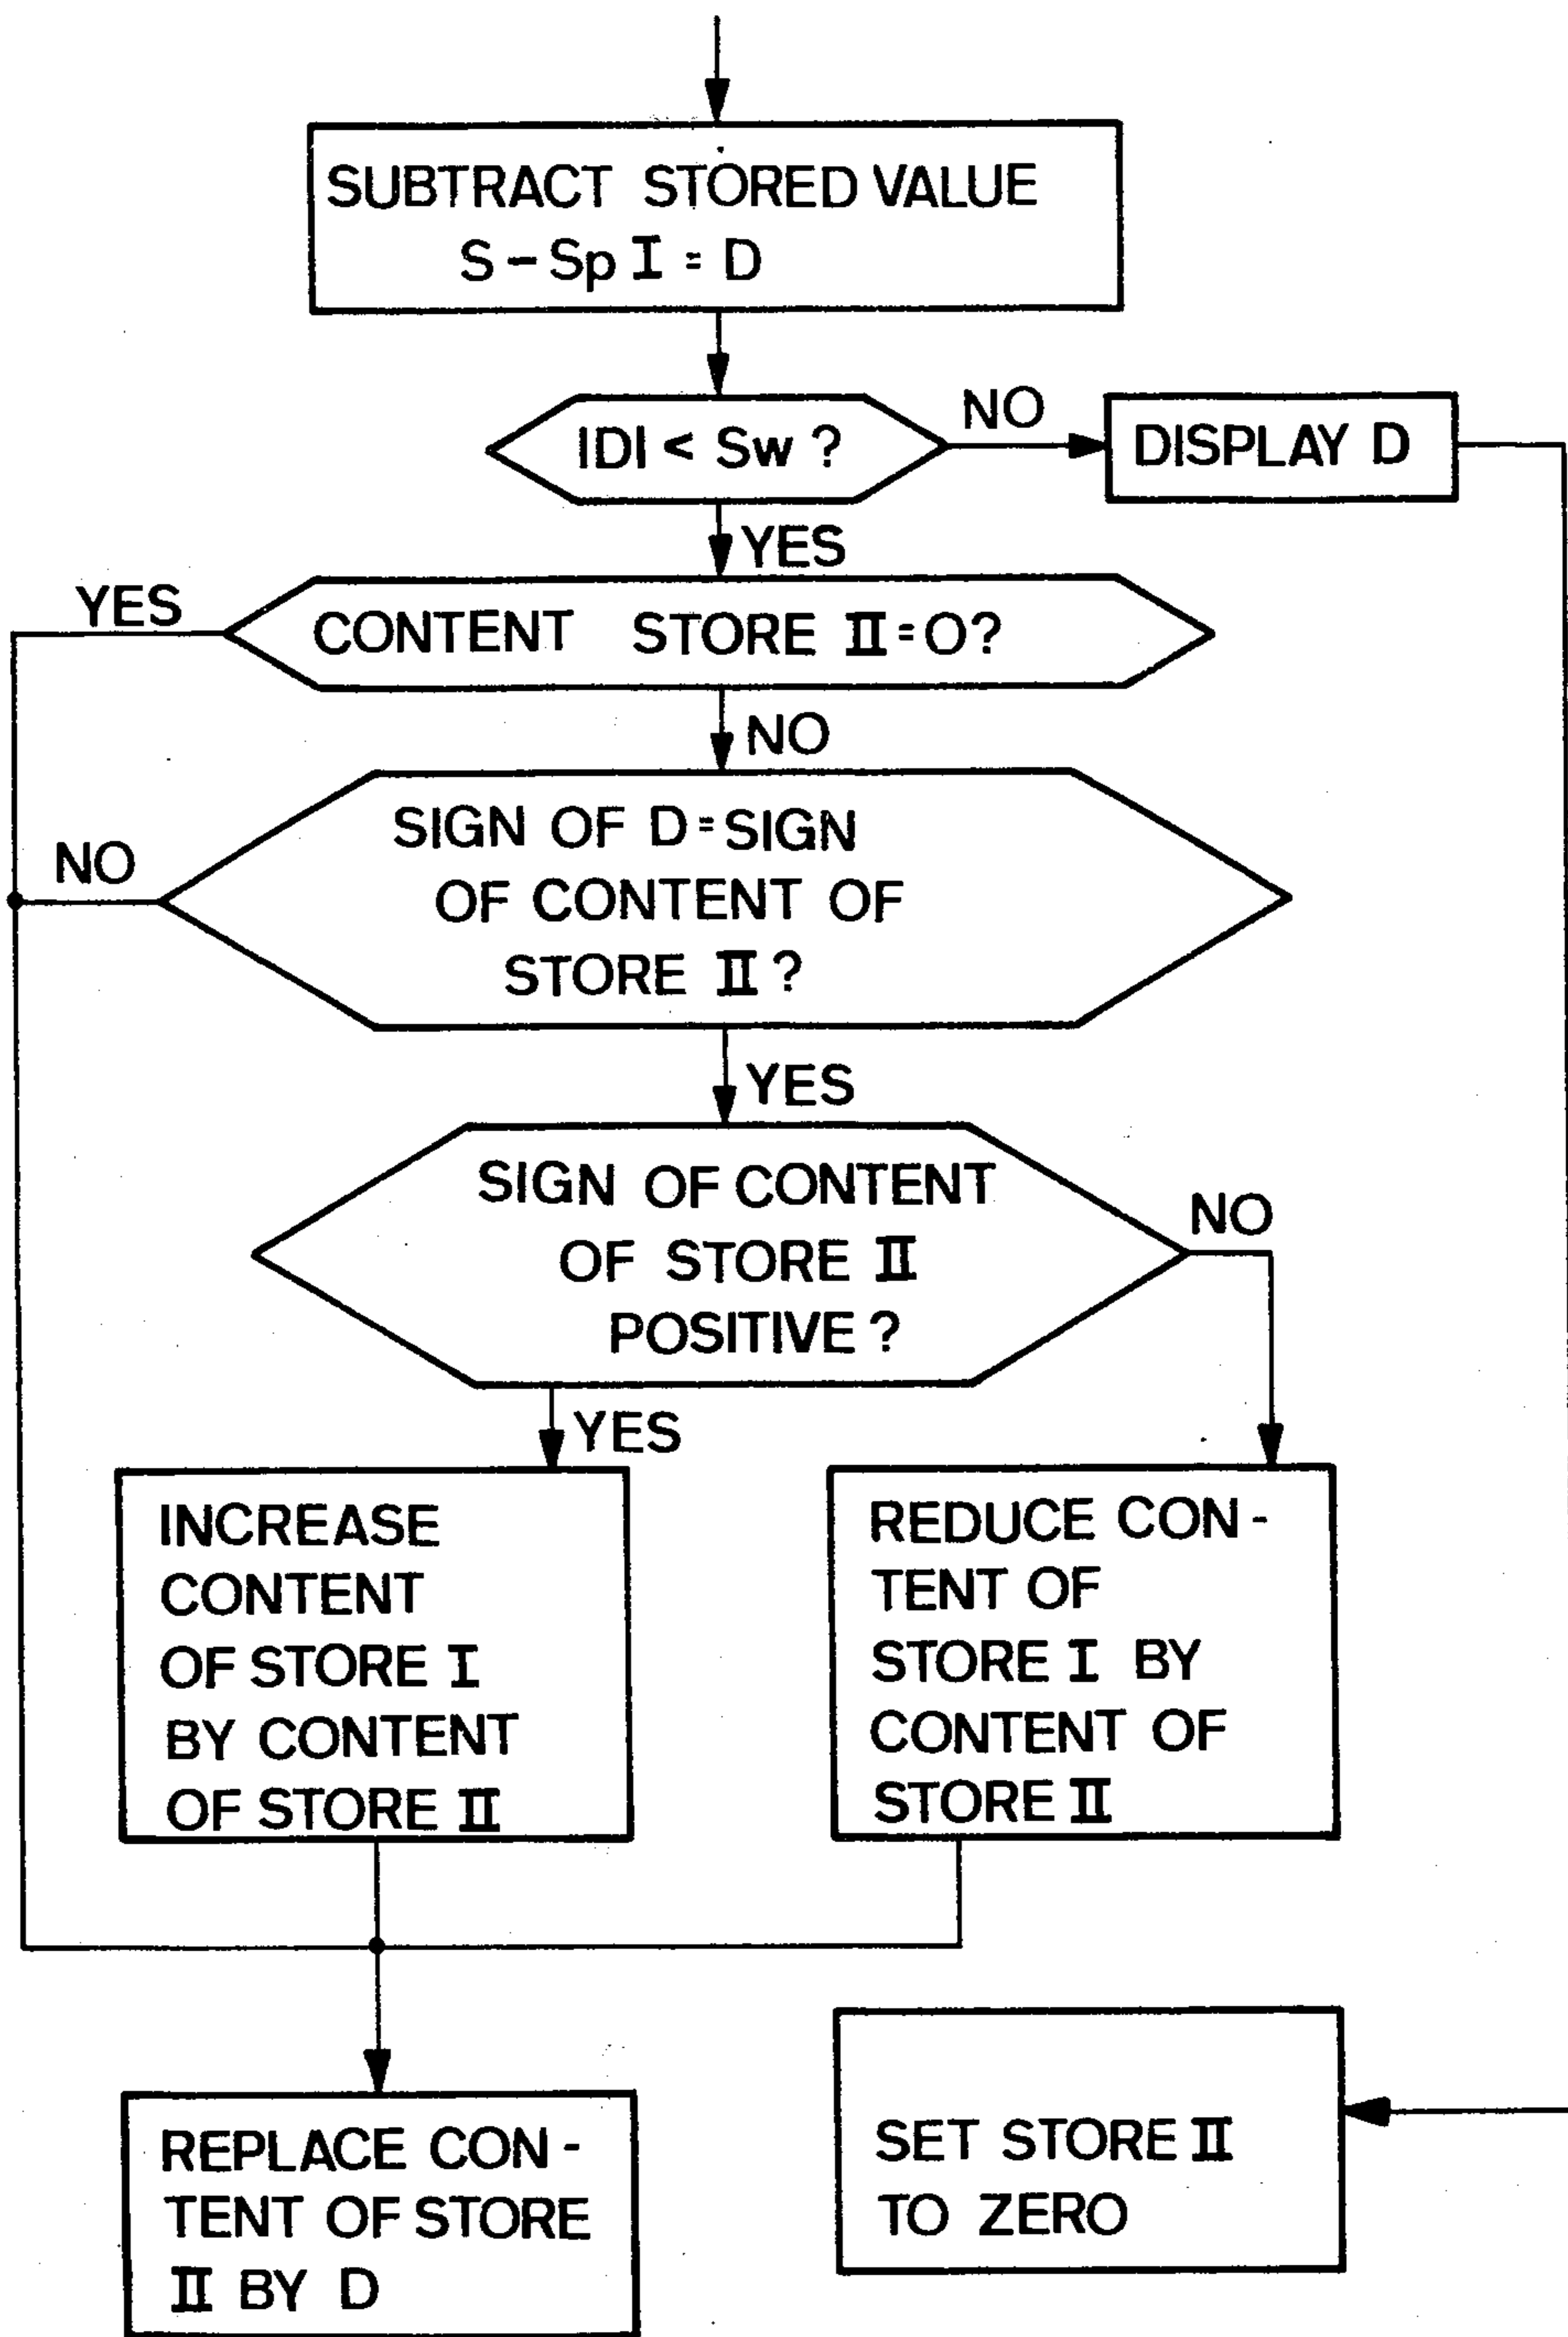 SUBTRACT STORED VALUE
S - Sp I = D
IDI < Sw ?
NO
DISPLAY D
YES
YES
CONTENT STORE II = O?
NO
SIGN OF D = SIGN
OF CONTENT OF
STORE II ?
NO
YES
SIGN OF CONTENT
OF STORE II
POSITIVE ?
NO
YES
INCREASE
CONTENT
OF STORE I
BY CONTENT
OF STORE II
REDUCE CON -
TENT OF
STORE I BY
CONTENT OF
STORE II
REPLACE CON -
TENT OF STORE
II BY D
SET STORE II
TO ZERO